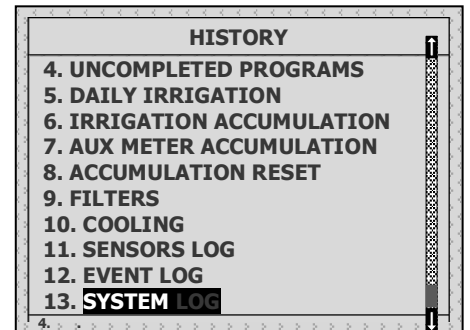 HISTORY
4. UNCOMPLETED PROGRAMS
5. DAILY IRRIGATION
6. IRRIGATION ACCUMULATION
7. AUX METER ACCUMULATION
8. ACCUMULATION RESET
9. FILTERS
10. COOLING
11. SENSORS LOG
12. EVENT LOG
13. SYSTEM LOG
4. .